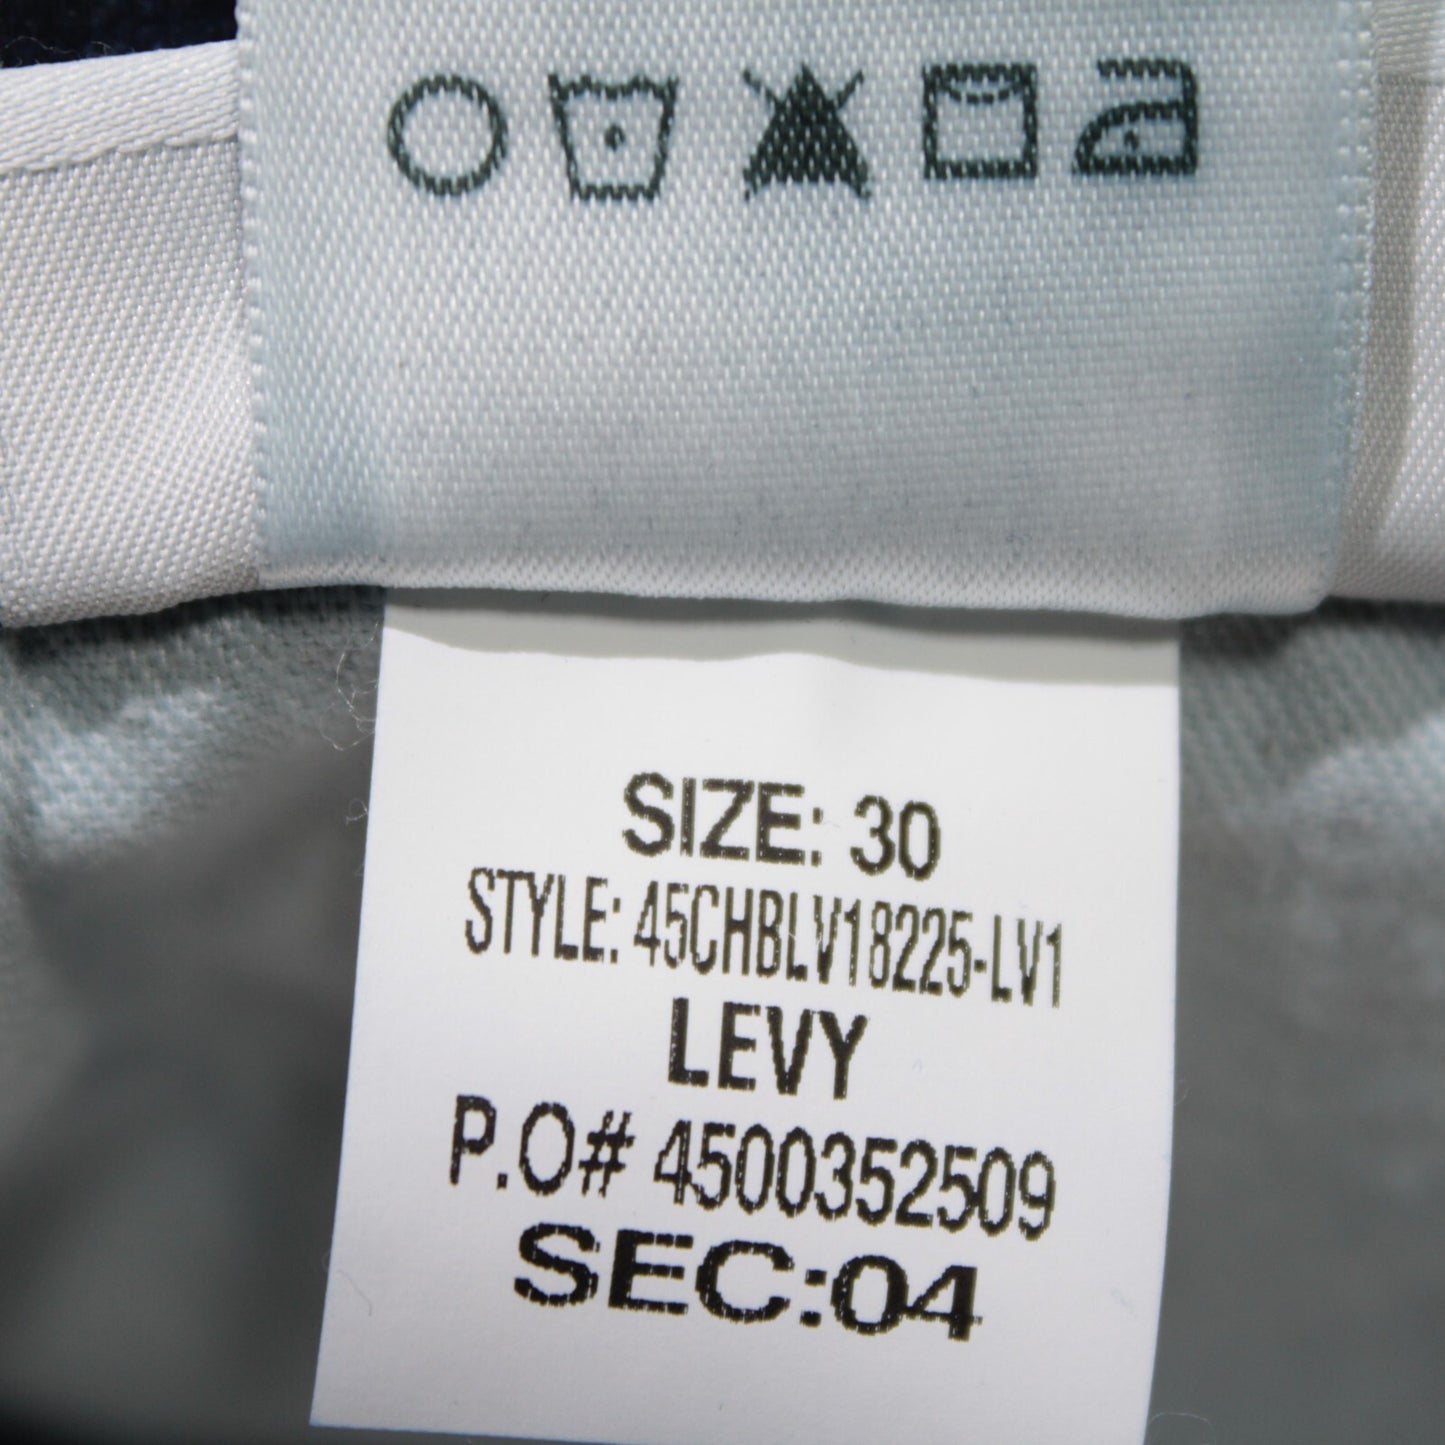 SIZE: 30
STYLE: 45CHBLV18225-LV1
LEVY
P.O# 4500352509
SEC:04